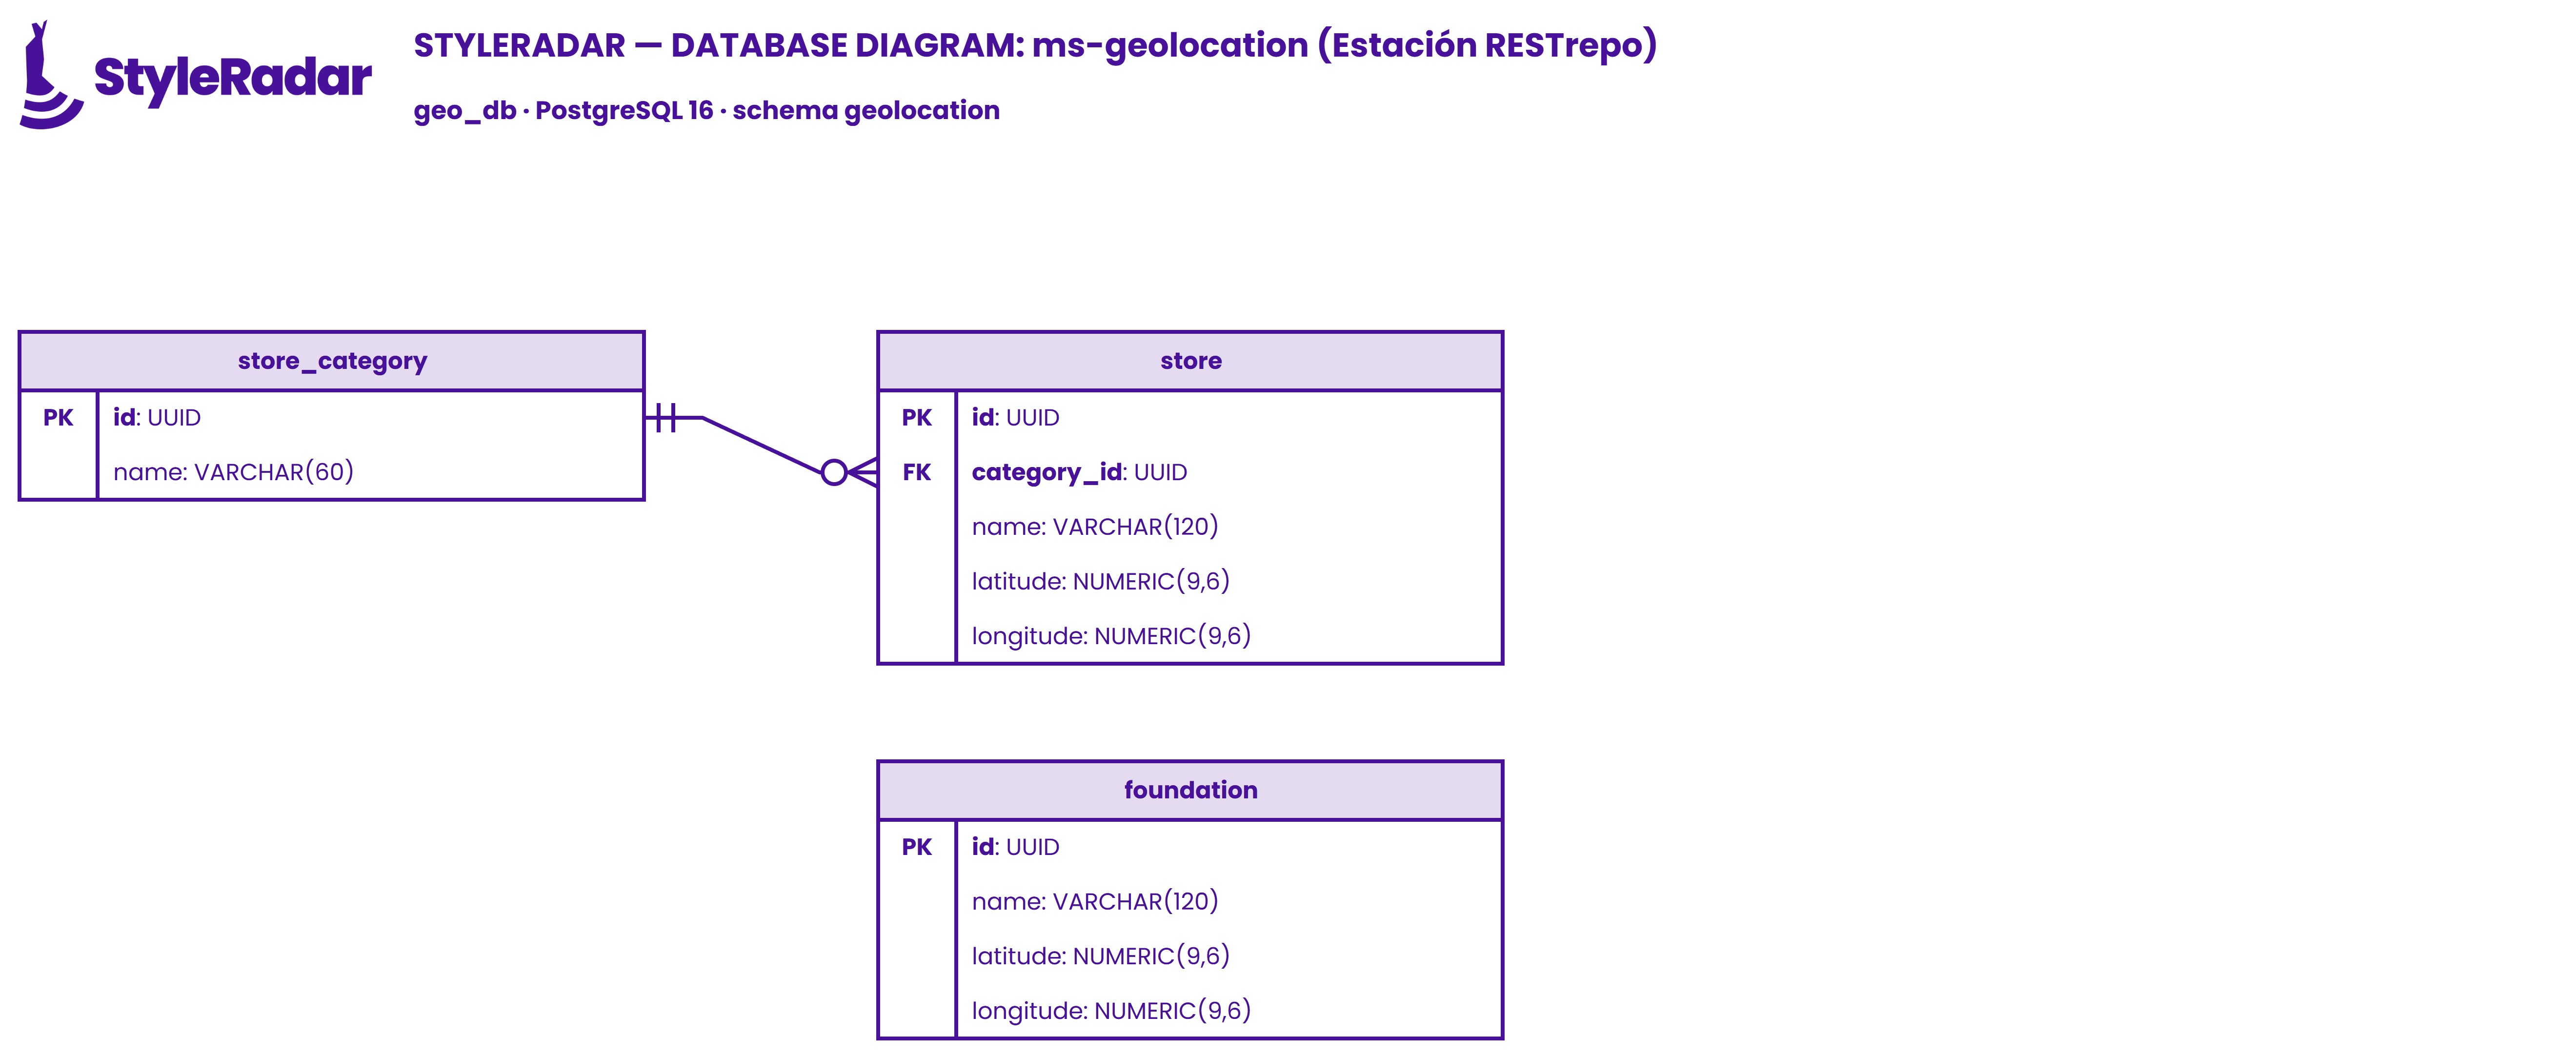 StyleRadar
STYLERADAR — DATABASE DIAGRAM: ms-geolocation (Estación RESTrepo)
geo_db · PostgreSQL 16 · schema geolocation
store_category
PK id: UUID
name: VARCHAR(60)
store
PK id: UUID
FK category_id: UUID
name: VARCHAR(120)
latitude: NUMERIC(9,6)
longitude: NUMERIC(9,6)
foundation
PK id: UUID
name: VARCHAR(120)
latitude: NUMERIC(9,6)
longitude: NUMERIC(9,6)